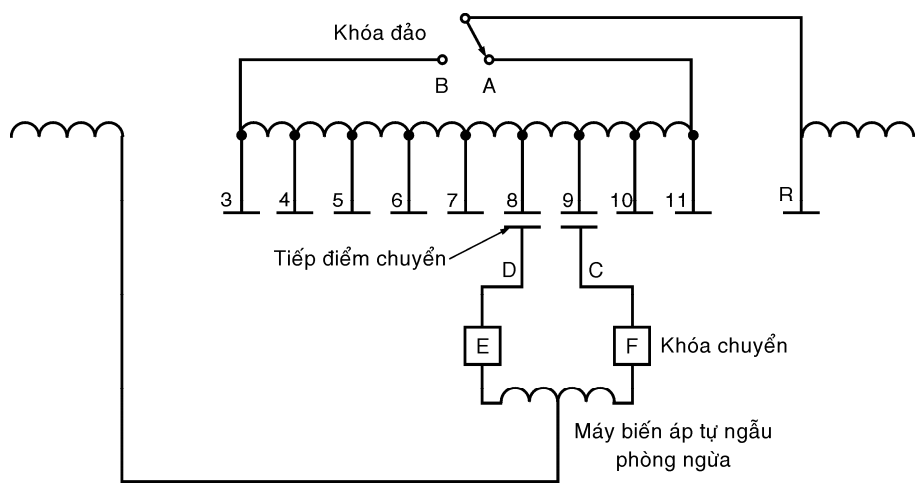 Khóa đảo
B
A
3
4
5
6
7
8
9
10
11
R
Tiếp điểm chuyển
D
C
E
F
Khóa chuyển
Máy biến áp tự ngẫu
phòng ngừa